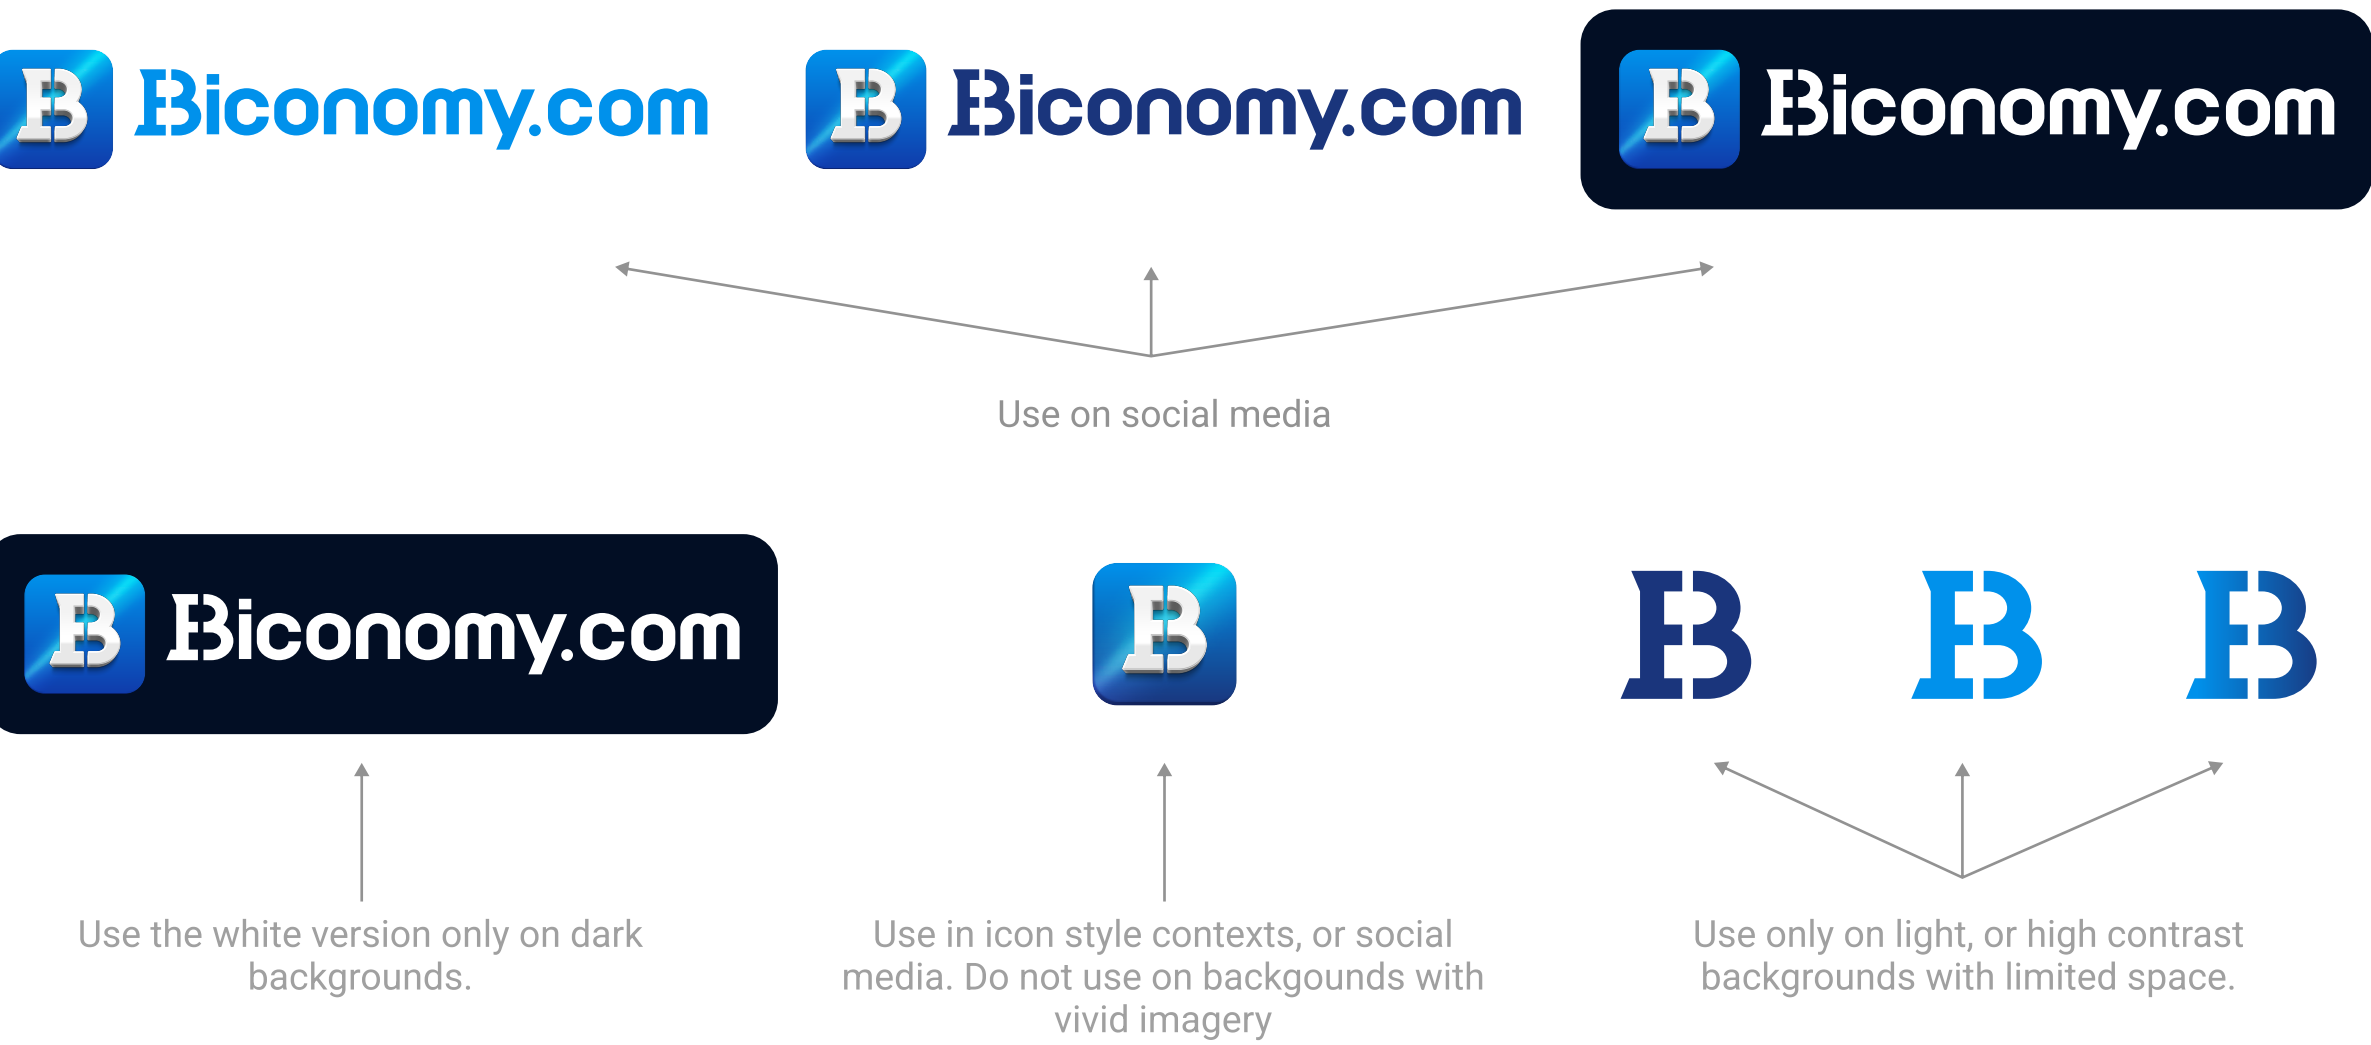 B Biconomy.com
B Biconomy.com
B Biconomy.com
Use on social media
B Biconomy.com
B
B
B
B
Use the white version only on dark
backgrounds.
Use in icon style contexts, or social
media. Do not use on backgounds with
vivid imagery
Use only on light, or high contrast
backgrounds with limited space.